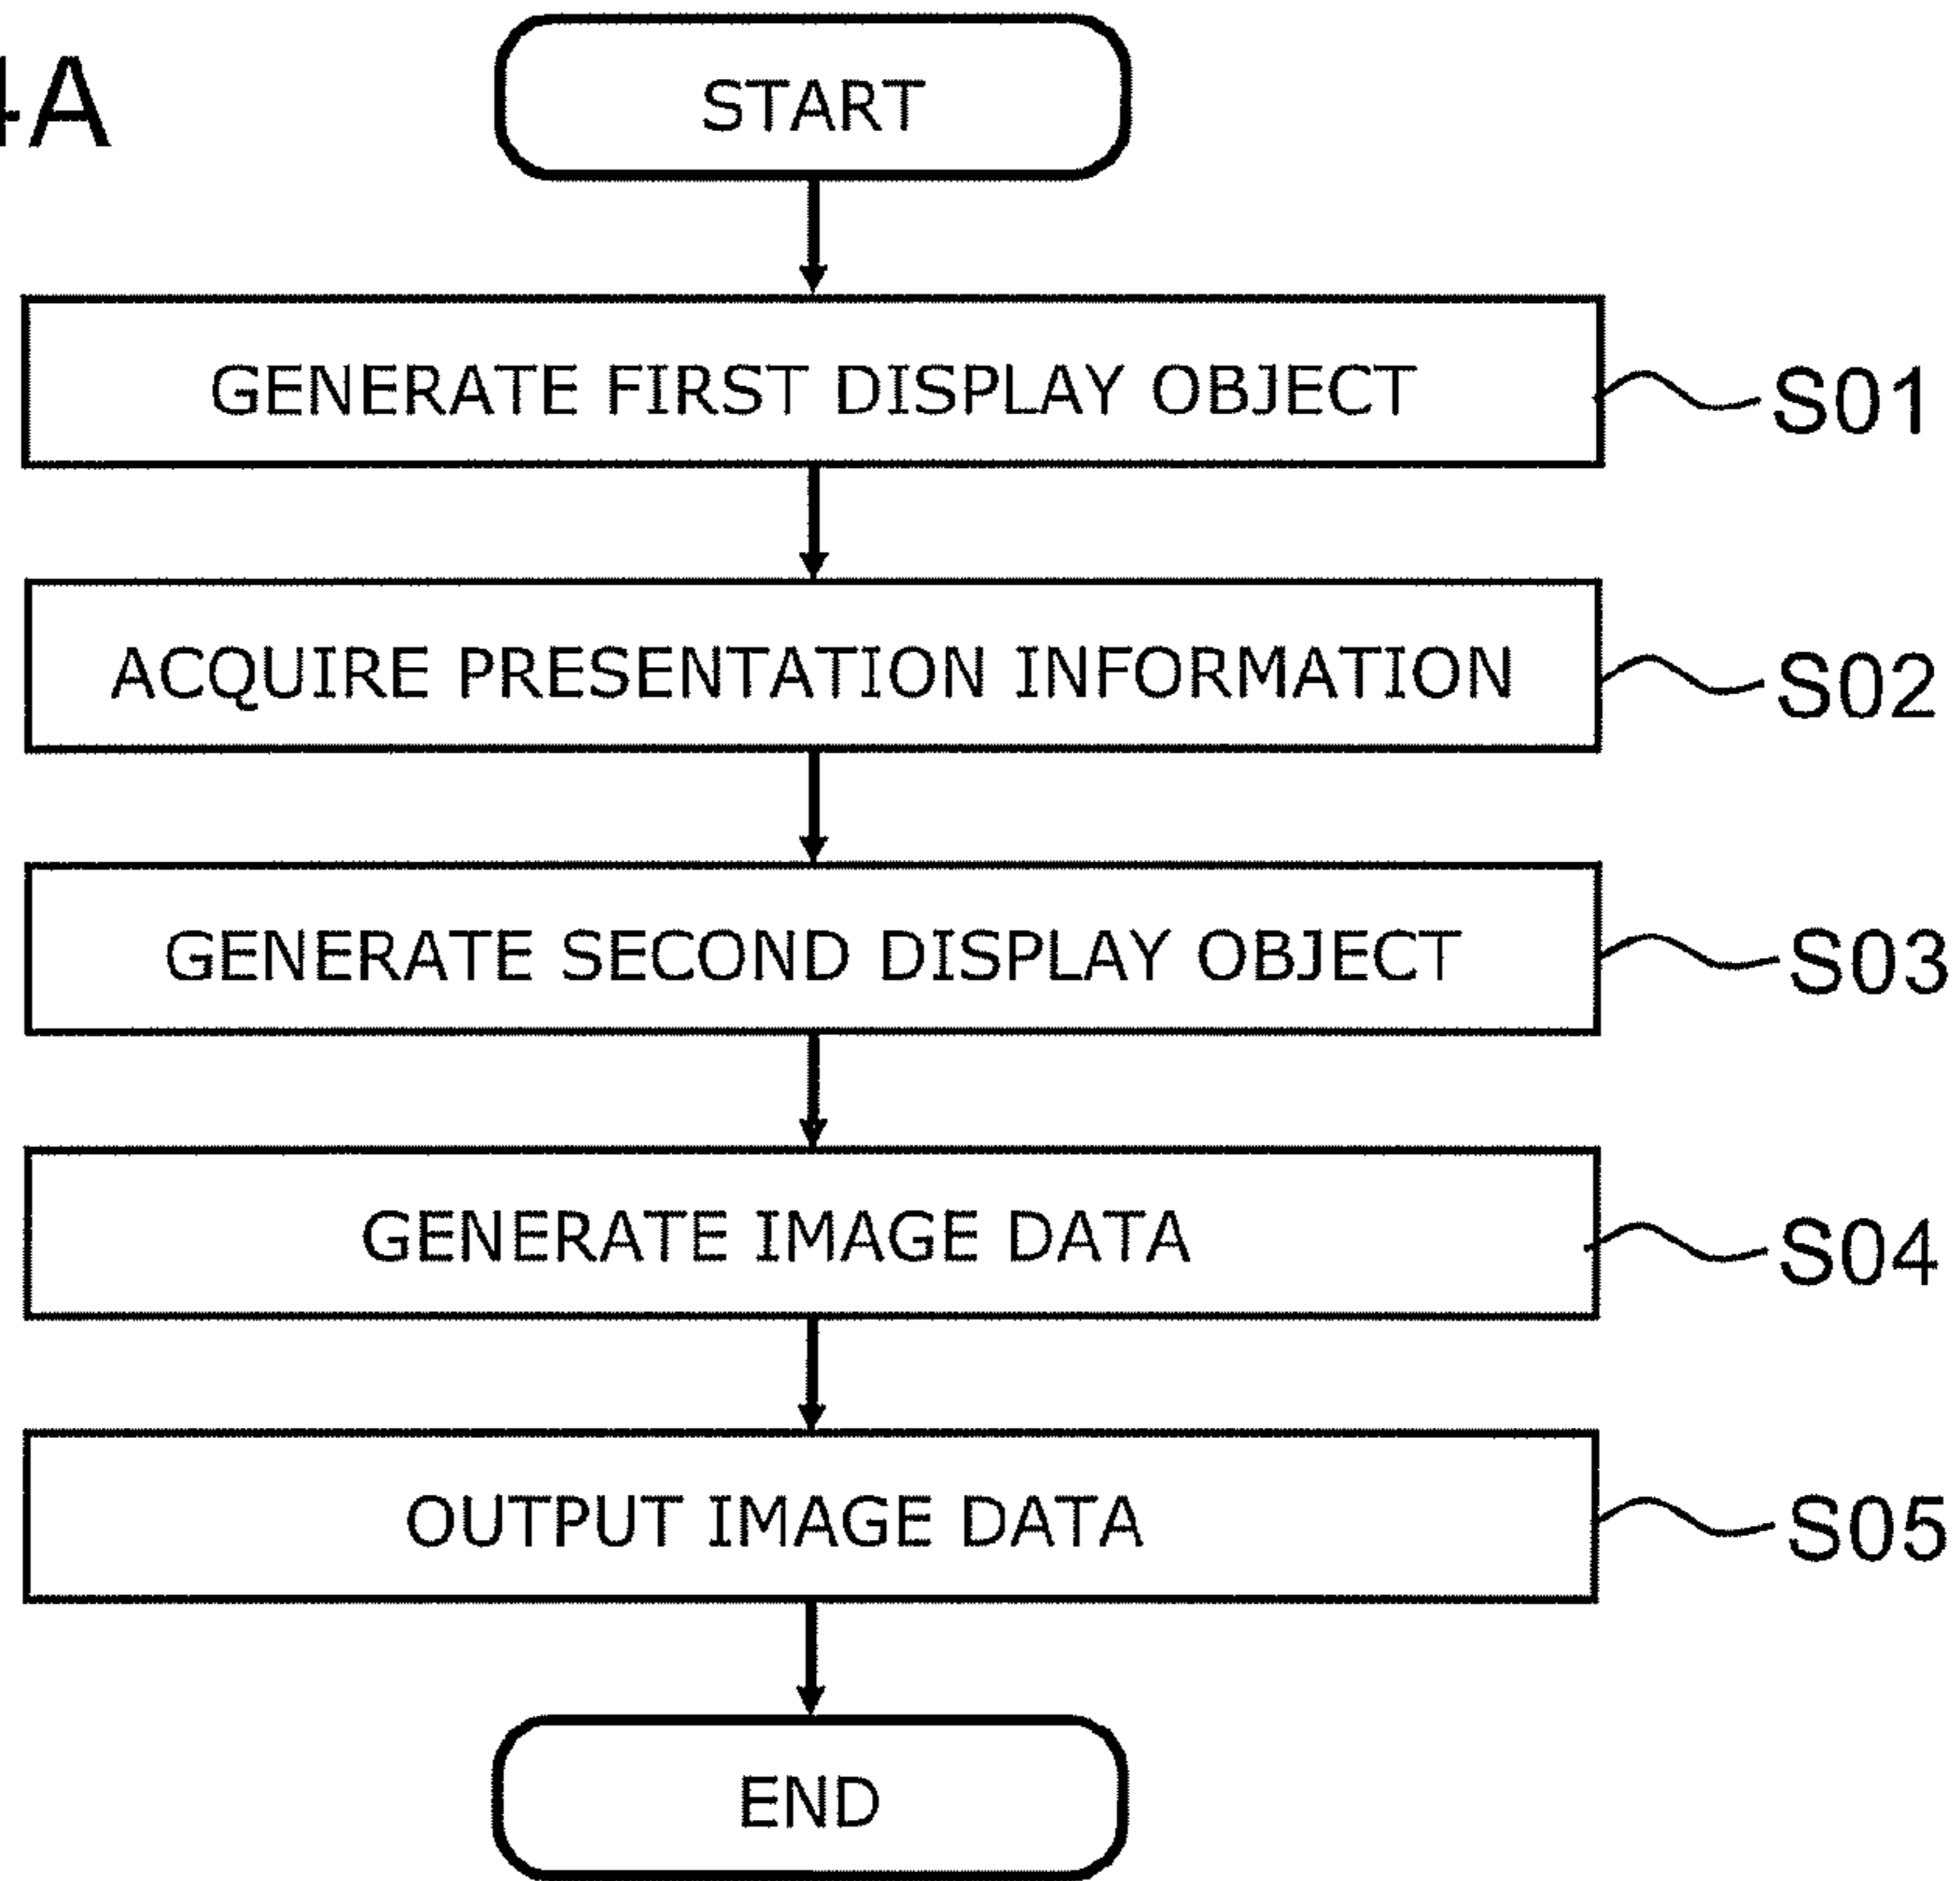 4A
START
GENERATE FIRST DISPLAY OBJECT
S01
ACQUIRE PRESENTATION INFORMATION
S02
GENERATE SECOND DISPLAY OBJECT
S03
GENERATE IMAGE DATA
S04
OUTPUT IMAGE DATA
S05
END